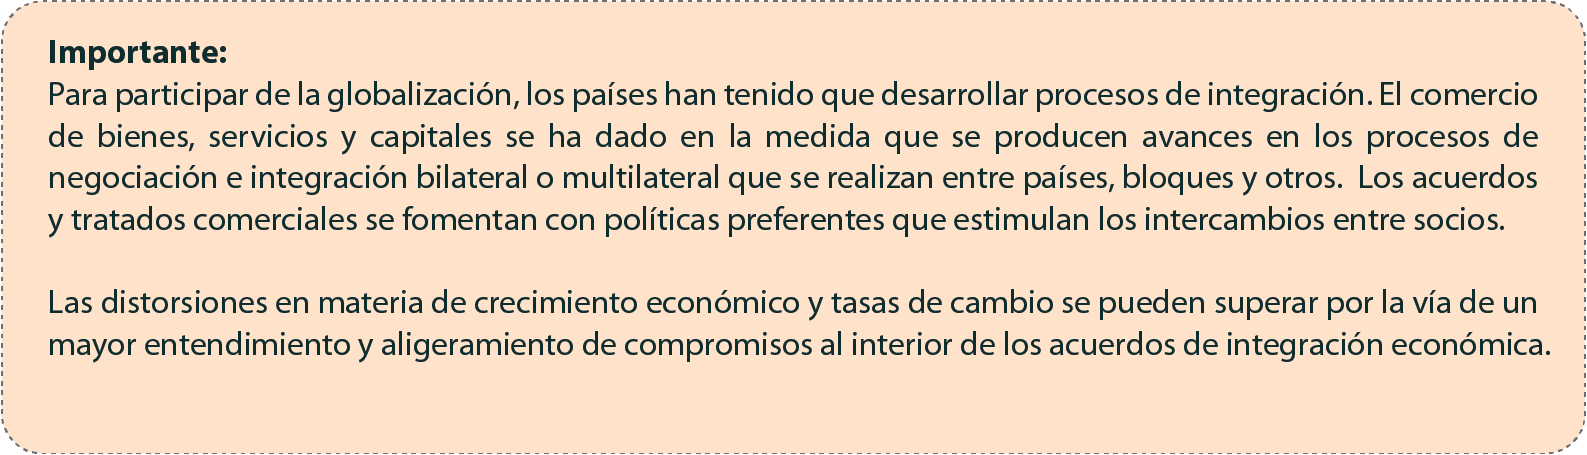 Importante:
Para participar de la globalización, los países han tenido que desarrollar procesos de integración. El comercio
de bienes, servicios y capitales se ha dado en la medida que se producen avances en los procesos de
negociación e integración bilateral o multilateral que se realizan entre países, bloques y otros.  Los acuerdos
y tratados comerciales se fomentan con políticas preferentes que estimulan los intercambios entre socios.

Las distorsiones en materia de crecimiento económico y tasas de cambio se pueden superar por la vía de un
mayor entendimiento y aligeramiento de compromisos al interior de los acuerdos de integración económica.